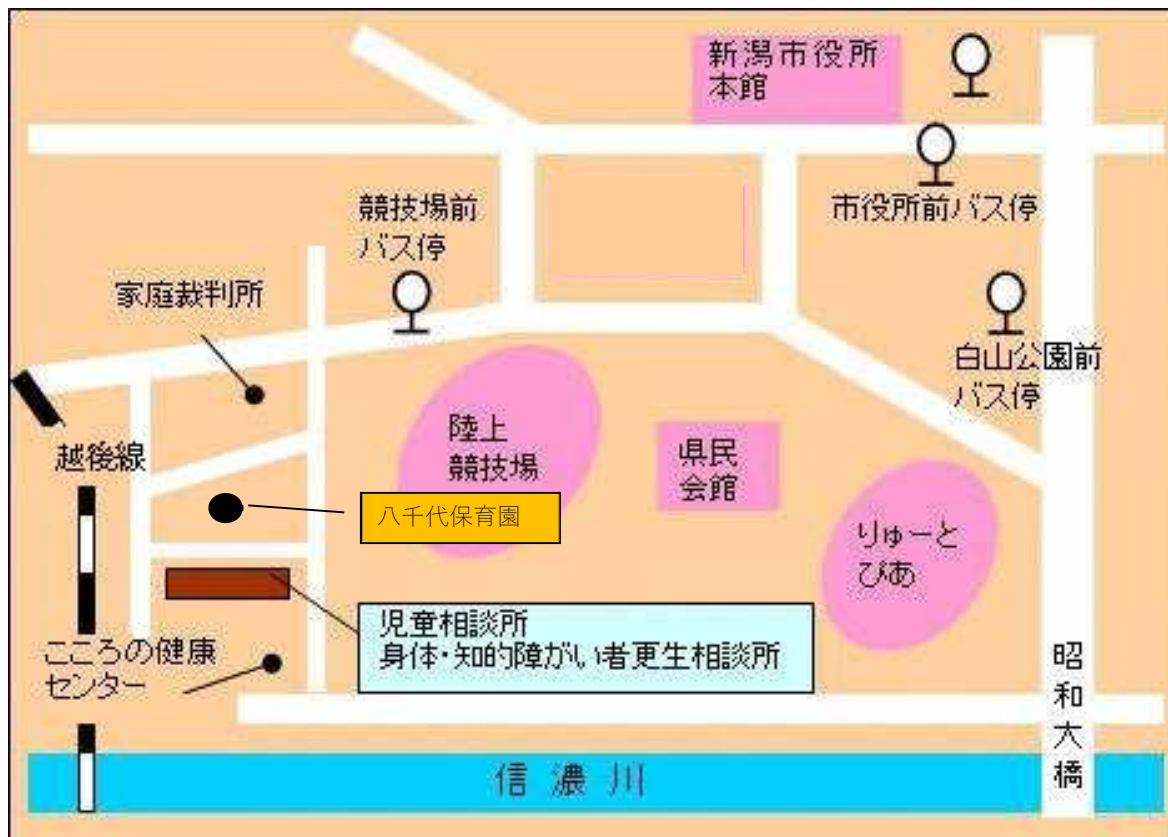 新潟市役所
本館
競技場前
バス停
市役所前バス停
家庭裁判所
白山公園前
バス停
越後線
陸上
競技場
県民
会館
八千代保育園
りゅーと
ぴあ
児童相談所
身体・知的障がい者更生相談所
こころの健康
センター
昭和大橋
信濃川